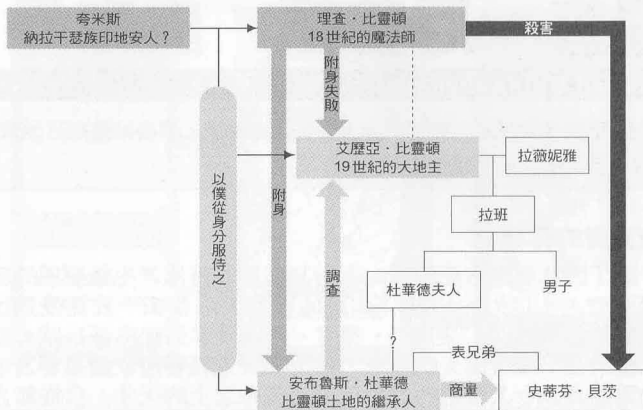 夸米斯
納拉干瑟族印地安人？
理查．比靈頓
18世紀的魔法師
殺害
附身失敗
艾歷亞．比靈頓
19世紀的大地主
拉薇妮雅
以僕從身分服侍之
附身
拉班
調查
杜華德夫人
男子
?
表兄弟
安布魯斯．杜華德
比靈頓土地的繼承人
商量
史蒂芬．貝茨